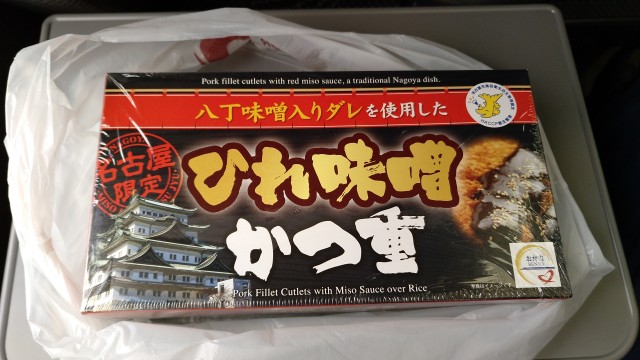 Pork fillet cutlets with red miso sauce, a traditional Nagoya dish.
八丁味噌入りダレを使用した
名古屋
限定
ひれ味噌
かつ重
Pork Fillet Cutlets with Miso Sauce over Rice